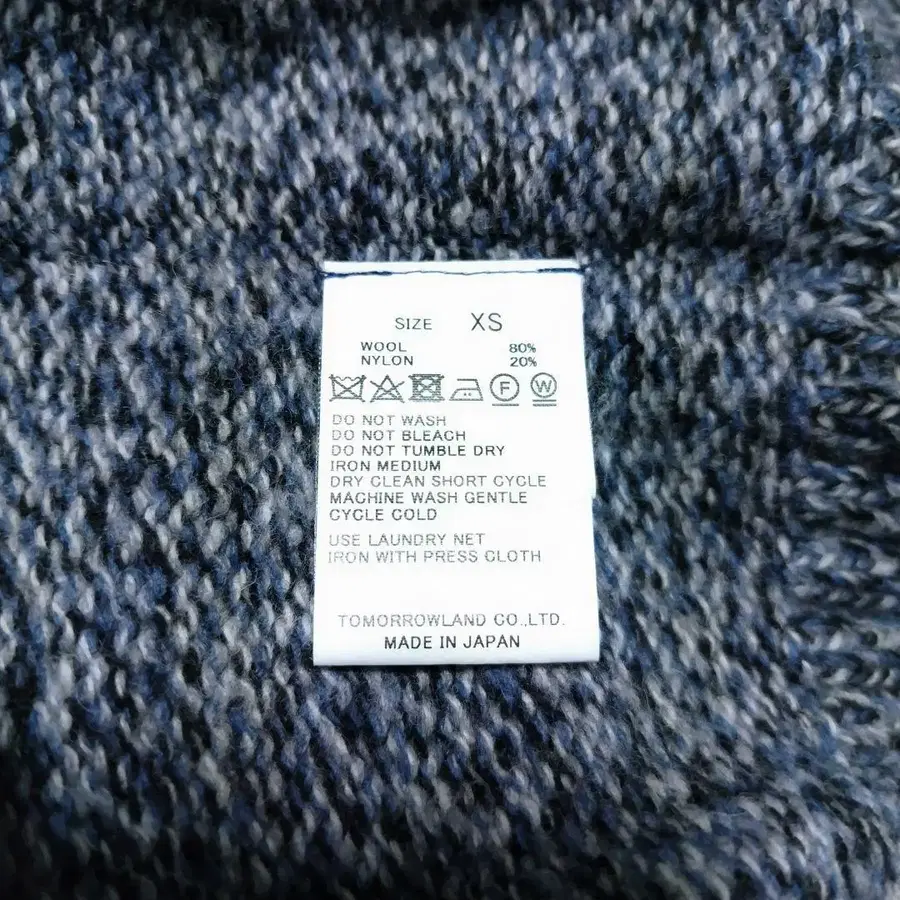 SIZE XS
WOOL 80%
NYLON 20%
F W
DO NOT WASH
DO NOT BLEACH
DO NOT TUMBLE DRY
IRON MEDIUM
DRY CLEAN SHORT CYCLE
MACHINE WASH GENTLE
CYCLE COLD
USE LAUNDRY NET
IRON WITH PRESS CLOTH
TOMORROWLAND CO.,LTD.
MADE IN JAPAN